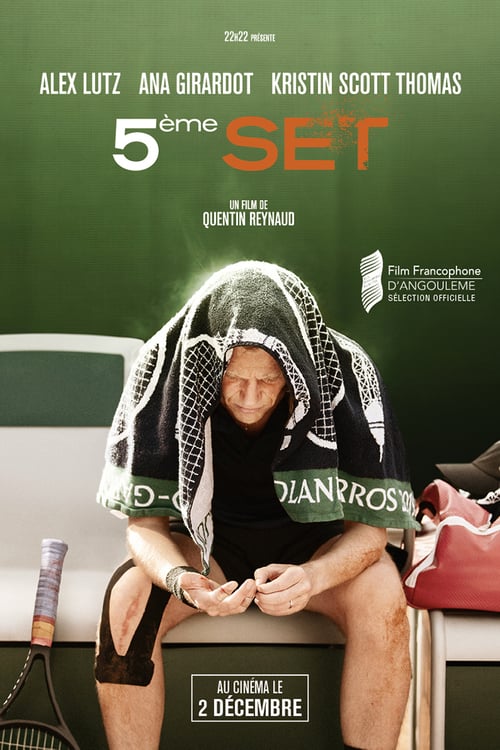 22H22 PRÉSENTE
ALEX LUTZ ANA GIRARDOT KRISTIN SCOTT THOMAS
5ème SET
UN FILM DE
QUENTIN REYNAUD
Film Francophone
D'ANGOULEME
SÉLECTION OFFICIELLE
AU CINÉMA LE
2 DÉCEMBRE